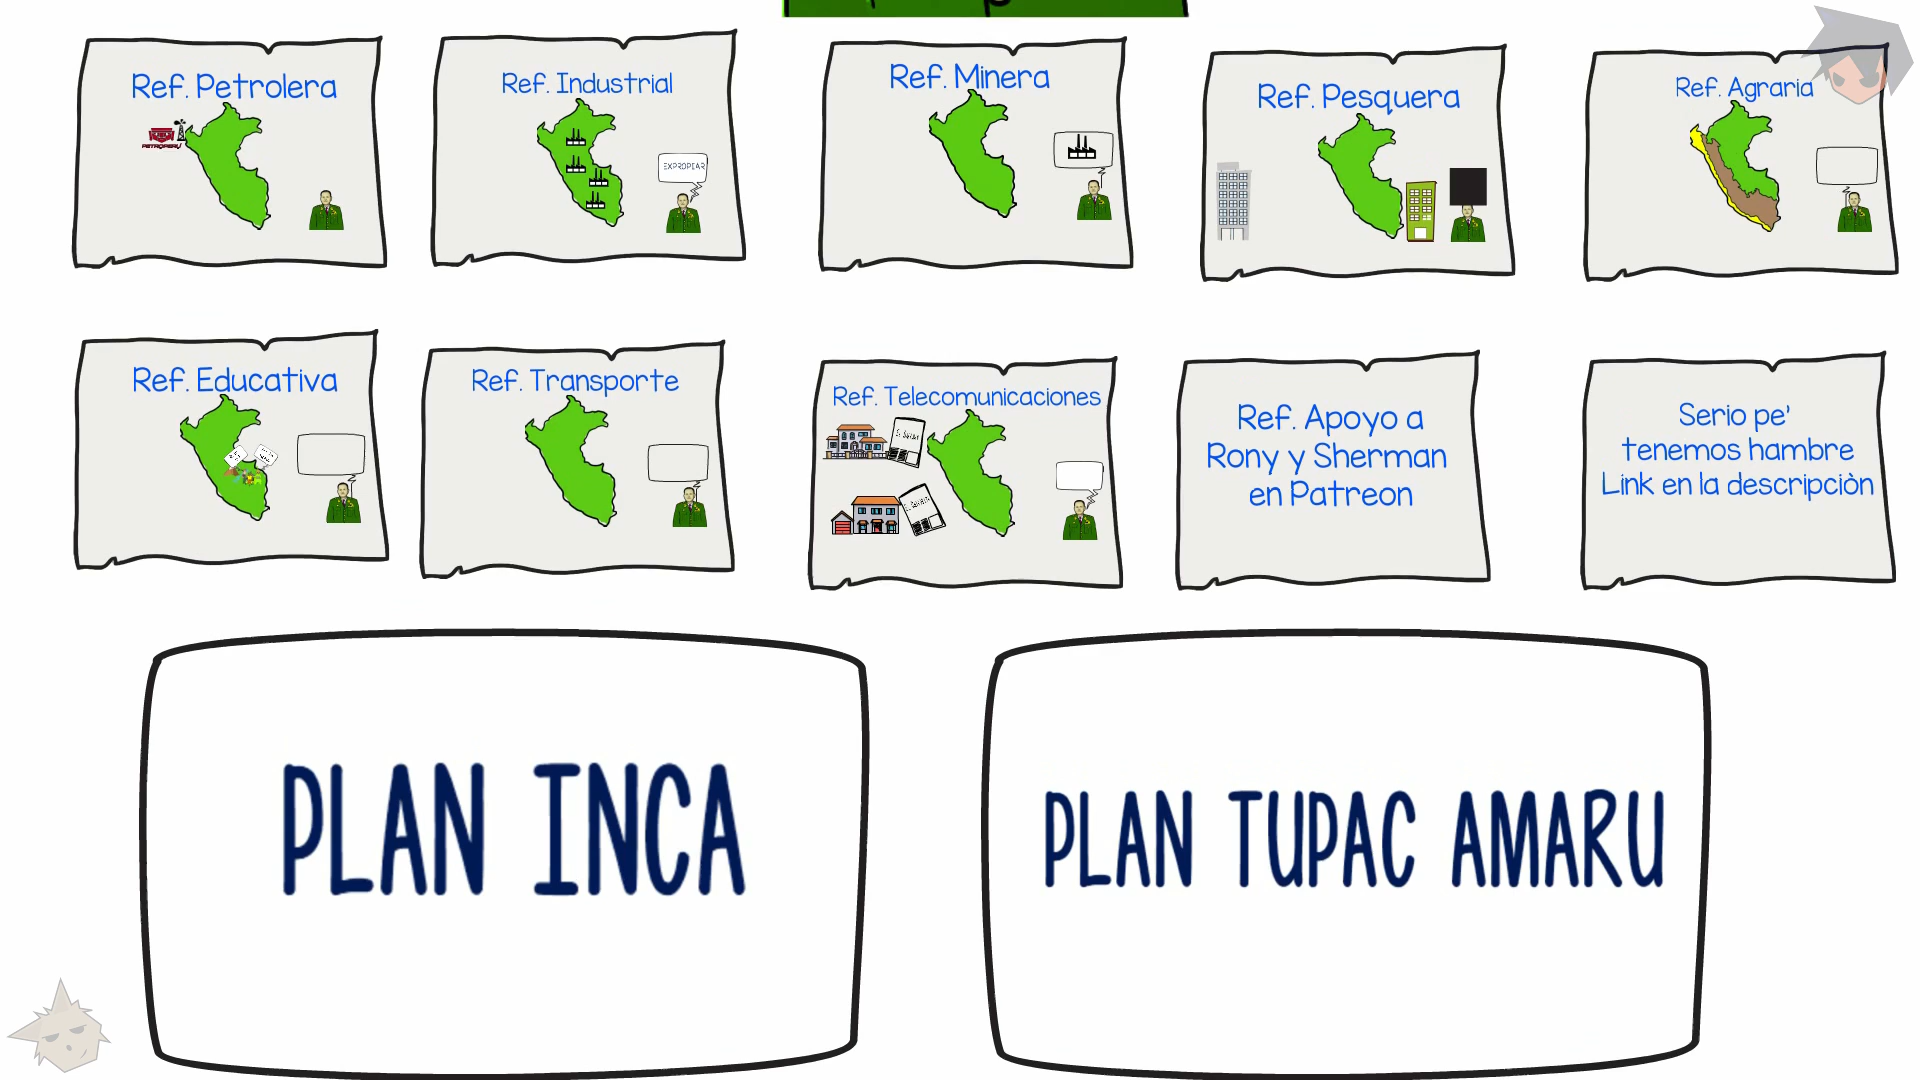 Ref. Petrolera
PETROPERÚ
Ref. Industrial
EXPROPIAR
Ref. Minera
Ref. Pesquera
Ref. Agraria
Ref. Educativa
Ref. Transporte
Ref. Telecomunicaciones
Ref. Apoyo a
Rony y Sherman
en Patreon
Serio pe'
tenemos hambre
Link en la descripciòn
PLAN INCA
PLAN TUPAC AMARU